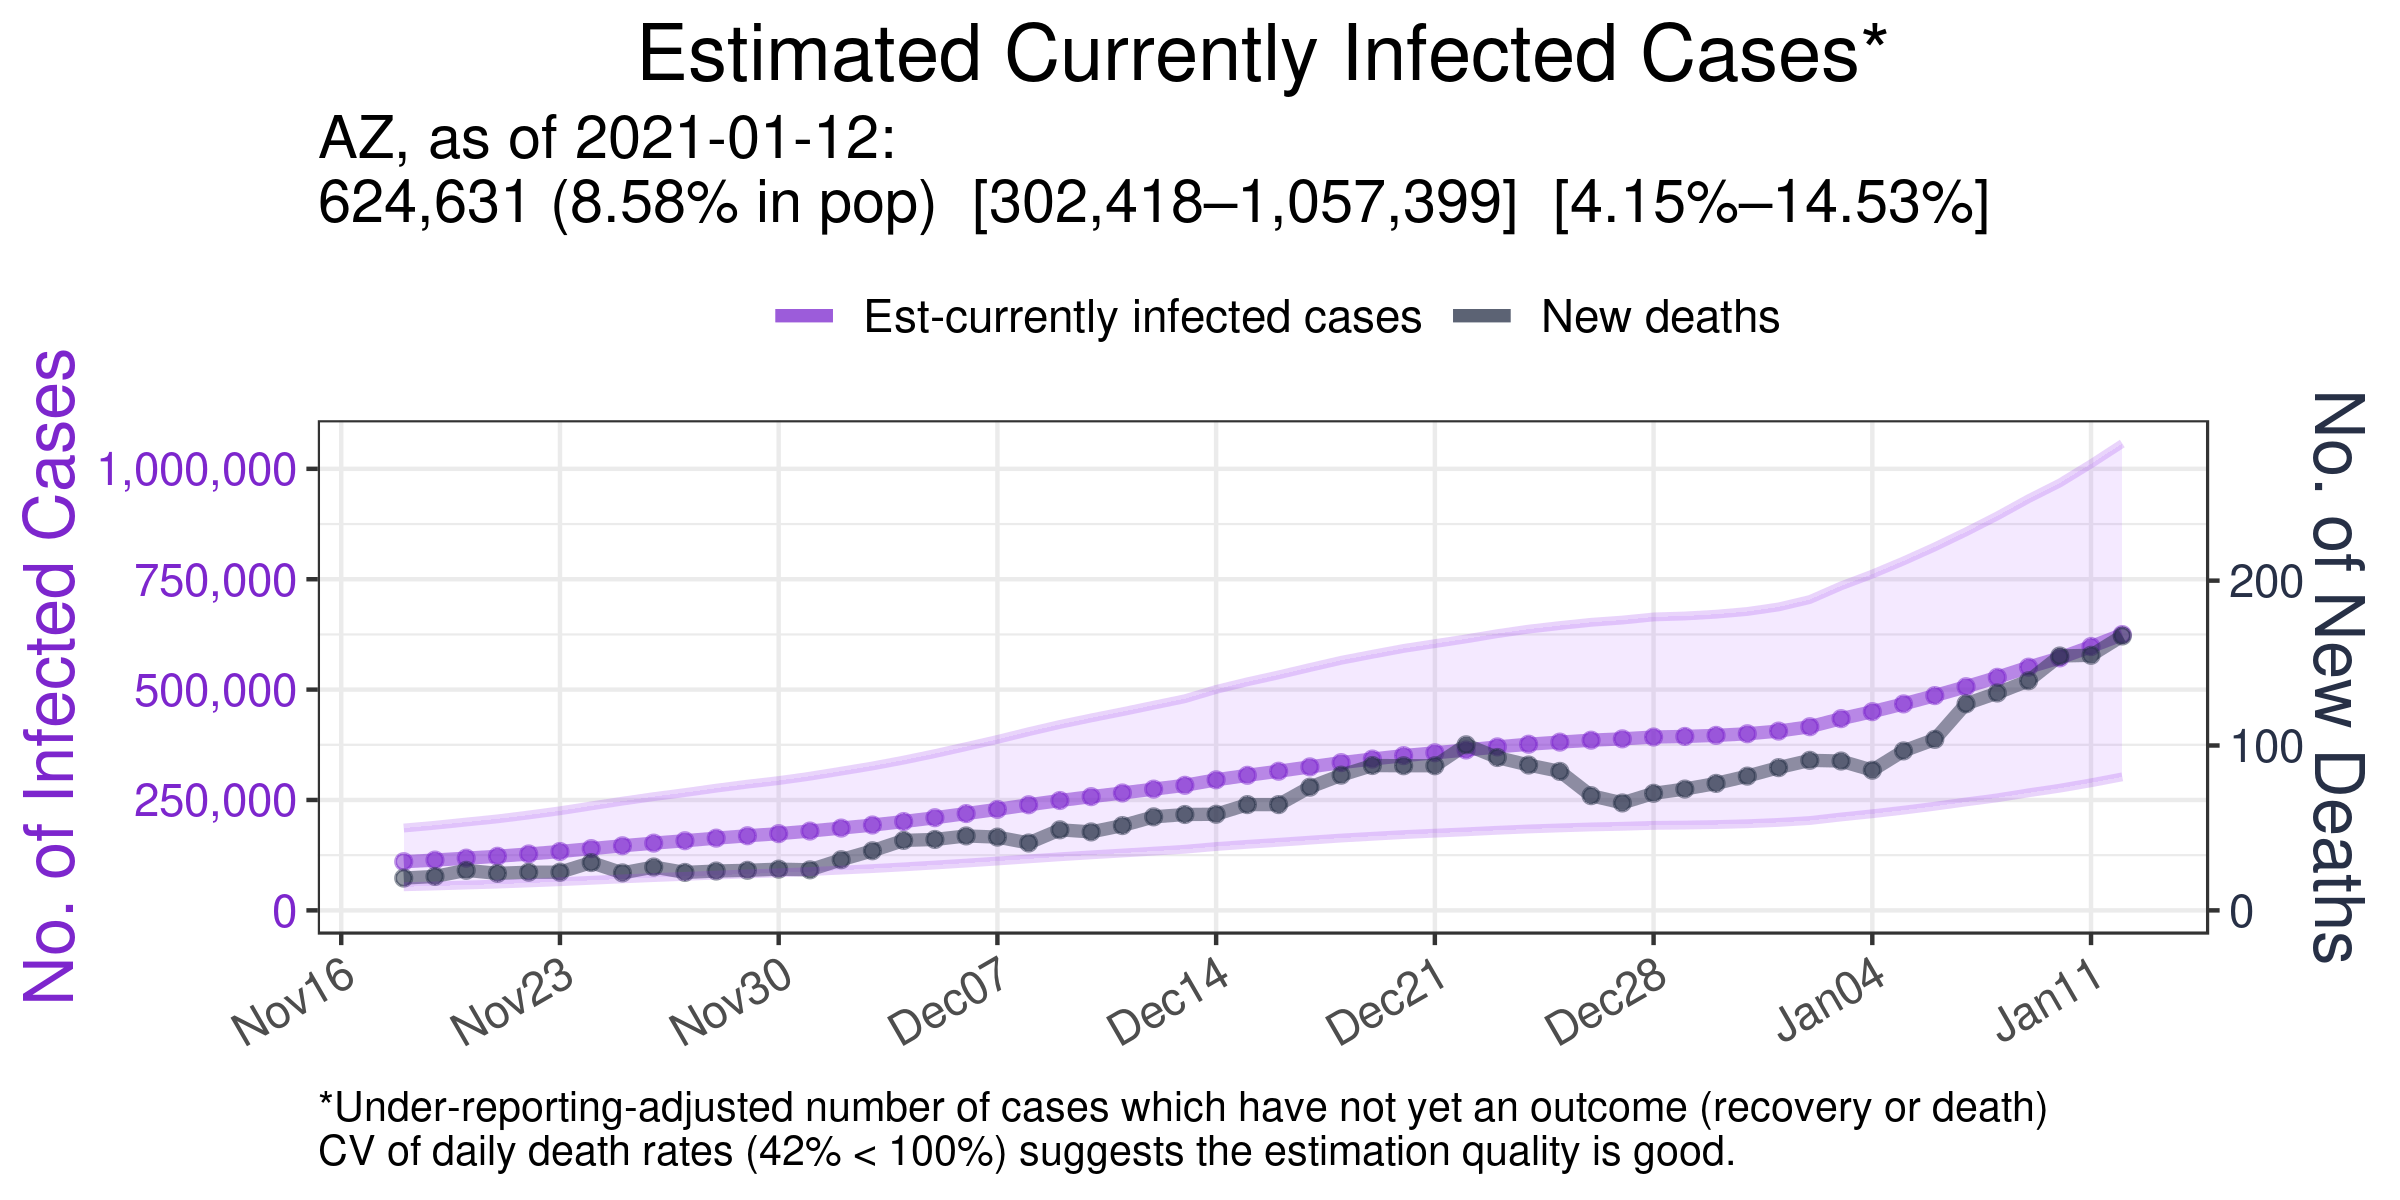 Estimated Currently Infected Cases*
AZ, as of 2021-01-12:
624,631 (8.58% in pop)  [302,418–1,057,399]  [4.15%–14.53%]
Est-currently infected cases
New deaths
No. of Infected Cases
1,000,000
750,000
500,000
250,000
0
No. of New Deaths
200
100
0
Nov16
Nov23
Nov30
Dec07
Dec14
Dec21
Dec28
Jan04
Jan11
*Under-reporting-adjusted number of cases which have not yet an outcome (recovery or death)
CV of daily death rates (42% < 100%) suggests the estimation quality is good.